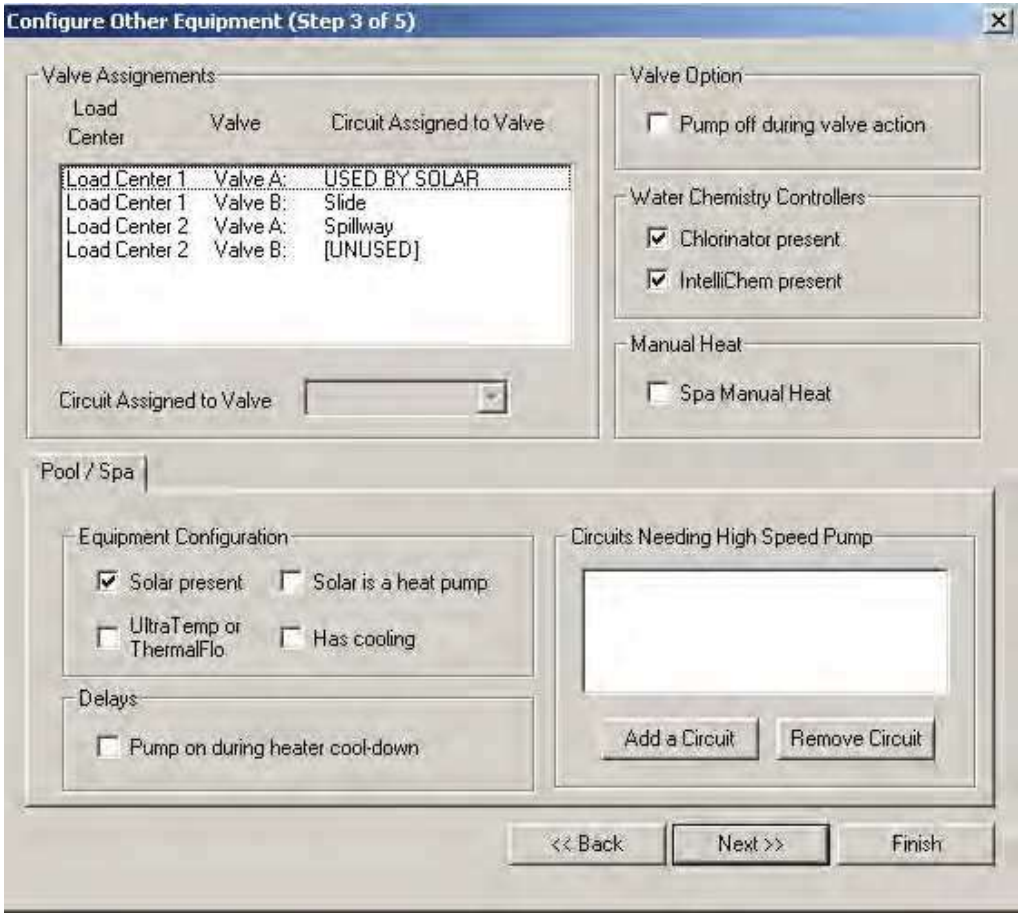 Configure Other Equipment (Step 3 of 5)
Valve Assignements
Load Center
Valve
Circuit Assigned to Valve
Load Center 1 Valve A: USED BY SOLAR
Load Center 1 Valve B: Slide
Load Center 2 Valve A: Spillway
Load Center 2 Valve B: [UNUSED]
Circuit Assigned to Valve
Valve Option
Pump off during valve action
Water Chemistry Controllers
Chlorinator present
IntelliChem present
Manual Heat
Spa Manual Heat
Pool / Spa
Equipment Configuration
Solar present
Solar is a heat pump
UltraTemp or
ThermalFlo
Has cooling
Delays
Pump on during heater cool-down
Circuits Needing High Speed Pump
Add a Circuit
Remove Circuit
<< Back
Next >>
Finish